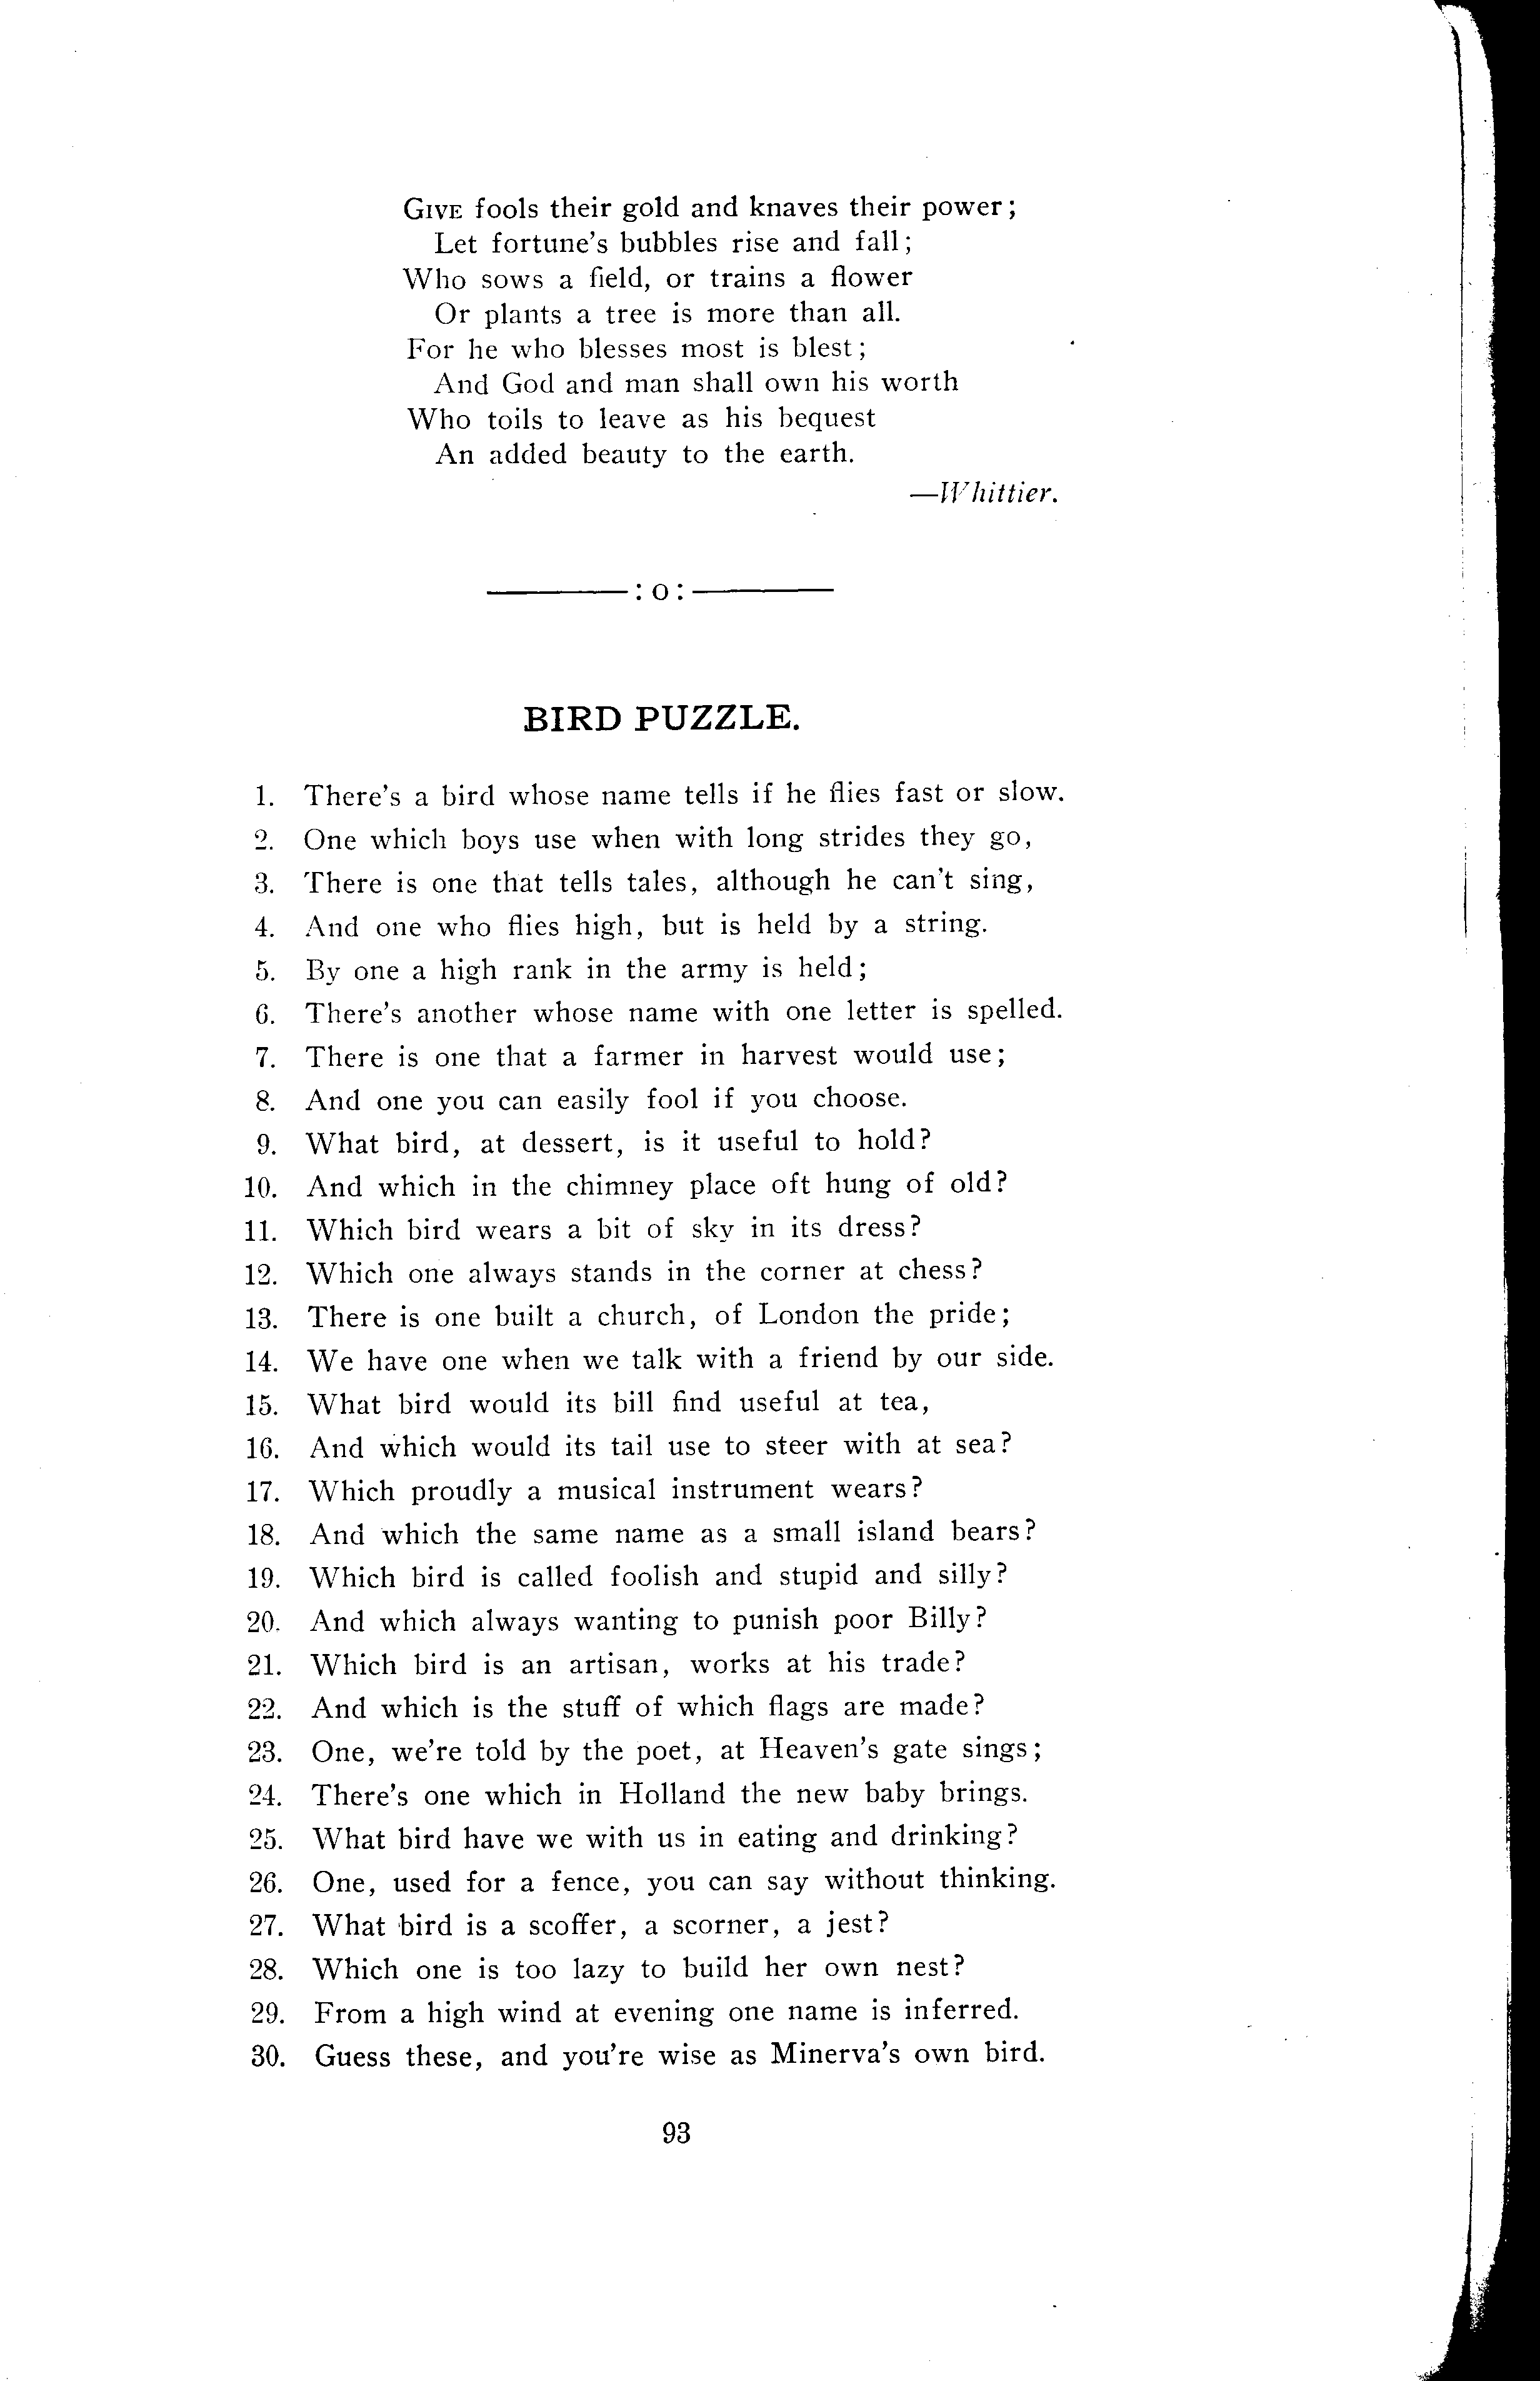 GIVE fools their gold and knaves their power;
Let fortune's bubbles rise and fall;
Who sows a field, or trains a flower
Or plants a tree is more than all.
For he who blesses most is blest;
And God and man shall own his worth
Who toils to leave as his bequest
An added beauty to the earth.
—Whittier.
:o:
BIRD PUZZLE.
1. There's a bird whose name tells if he flies fast or slow.
2. One which boys use when with long strides they go,
3. There is one that tells tales, although he can't sing,
4. And one who flies high, but is held by a string.
5. By one a high rank in the army is held;
6. There's another whose name with one letter is spelled.
7. There is one that a farmer in harvest would use;
8. And one you can easily fool if you choose.
9. What bird, at dessert, is it useful to hold?
10. And which in the chimney place oft hung of old?
11. Which bird wears a bit of sky in its dress?
12. Which one always stands in the corner at chess?
13. There is one built a church, of London the pride;
14. We have one when we talk with a friend by our side.
15. What bird would its bill find useful at tea,
16. And which would its tail use to steer with at sea?
17. Which proudly a musical instrument wears?
18. And which the same name as a small island bears?
19. Which bird is called foolish and stupid and silly?
20. And which always wanting to punish poor Billy?
21. Which bird is an artisan, works at his trade?
22. And which is the stuff of which flags are made?
23. One, we're told by the poet, at Heaven's gate sings;
24. There's one which in Holland the new baby brings.
25. What bird have we with us in eating and drinking?
26. One, used for a fence, you can say without thinking.
27. What bird is a scoffer, a scorner, a jest?
28. Which one is too lazy to build her own nest?
29. From a high wind at evening one name is inferred.
30. Guess these, and you're wise as Minerva's own bird.
93